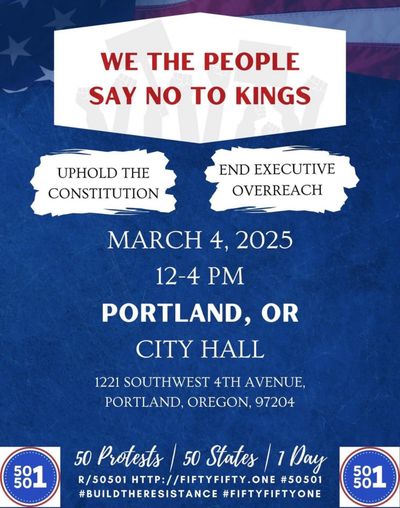 WE THE PEOPLE
SAY NO TO KINGS
UPHOLD THE
CONSTITUTION
END EXECUTIVE
OVERREACH
MARCH 4, 2025
12-4 PM
PORTLAND, OR
CITY HALL
1221 SOUTHWEST 4TH AVENUE,
PORTLAND, OREGON, 97204
50 Protests | 50 States | 1 Day
R/50501 HTTP://FIFTYFIFTY.ONE #50501
#BUILDTHERESISTANCE #FIFTYFIFTYONE
50
50
1
50
50
1